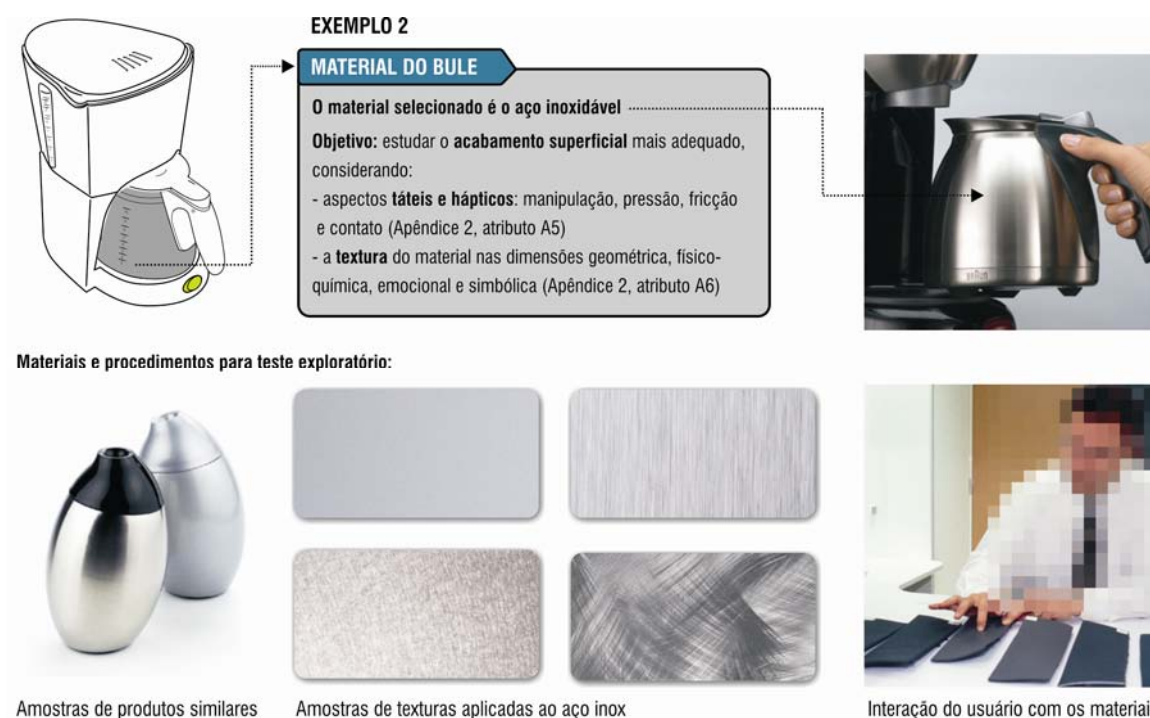 EXEMPLO 2
MATERIAL DO BULE
O material selecionado é o aço inoxidável
Objetivo: estudar o acabamento superficial mais adequado,
considerando:
- aspectos táteis e hápticos: manipulação, pressão, fricção
e contato (Apêndice 2, atributo A5)
- a textura do material nas dimensões geométrica, físico-
química, emocional e simbólica (Apêndice 2, atributo A6)
BRAUN
Materiais e procedimentos para teste exploratório:
Amostras de produtos similares
Amostras de texturas aplicadas ao aço inox
Interação do usuário com os materiai